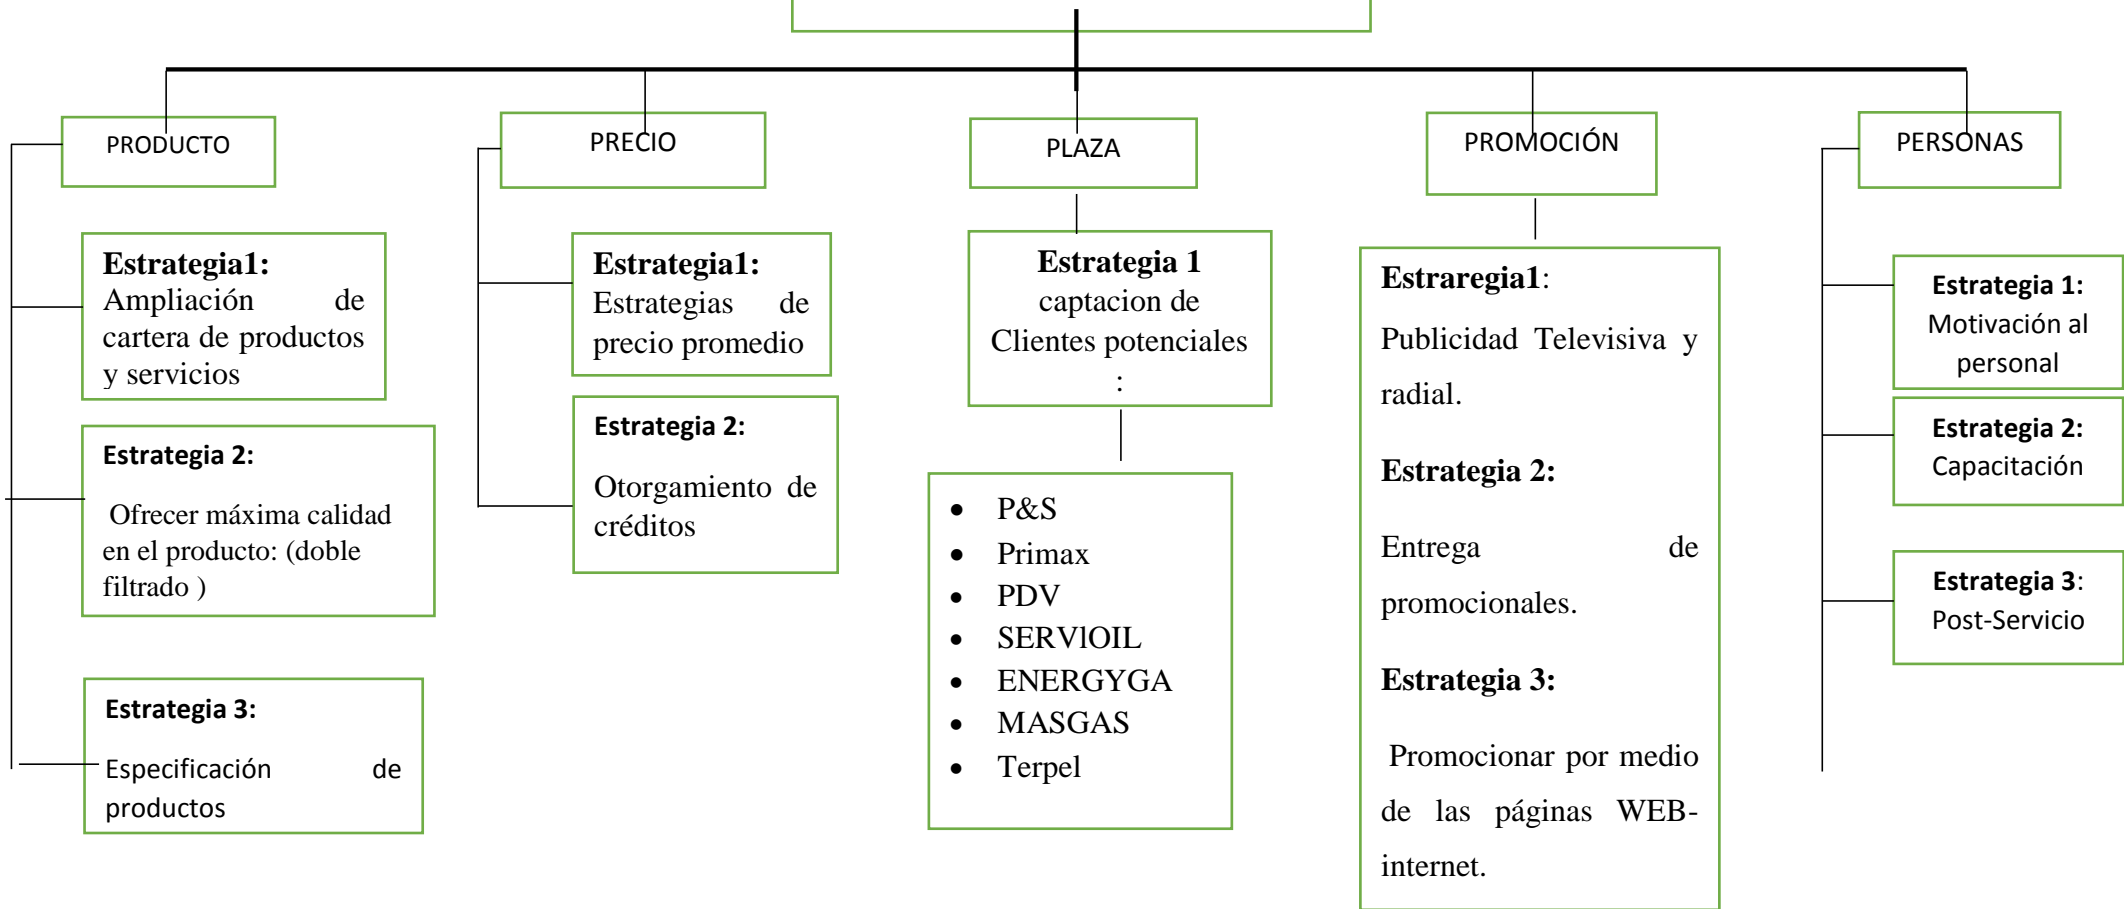 PRODUCTO
PRECIO
PLAZA
PROMOCIÓN
PERSONAS
Estrategia1:
Ampliación de
cartera de productos
y servicios
Estrategia 2:
Ofrecer máxima calidad
en el producto: (doble
filtrado )
Estrategia 3:
Especificación de
productos
Estrategia1:
Estrategias de
precio promedio
Estrategia 2:
Otorgamiento de
créditos
Estrategia 1
captacion de
Clientes potenciales
:
• P&S
• Primax
• PDV
• SERVlOIL
• ENERGYGA
• MASGAS
• Terpel
Estraregia1:
Publicidad Televisiva y
radial.
Estrategia 2:
Entrega de
promocionales.
Estrategia 3:
Promocionar por medio
de las páginas WEB-
internet.
Estrategia 1:
Motivación al
personal
Estrategia 2:
Capacitación
Estrategia 3:
Post-Servicio